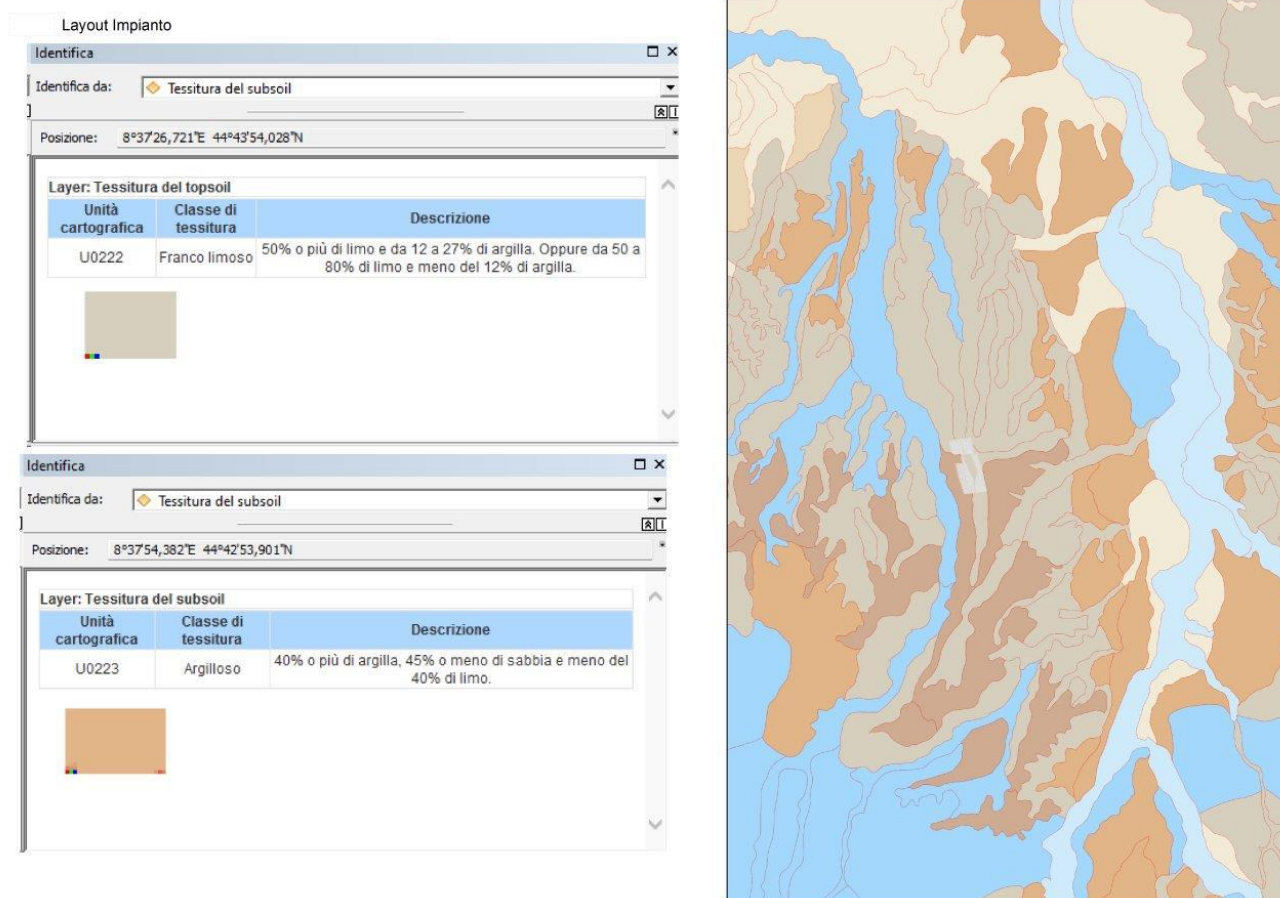 Layout Impianto
Identifica
Identifica da: Tessitura del subsoil
Posizione: 8°37'26,721"E 44°43'54,028"N
Layer: Tessitura del topsoil
Unità cartografica Classe di tessitura Descrizione
U0222 Franco limoso 50% o più di limo e da 12 a 27% di argilla. Oppure da 50 a
80% di limo e meno del 12% di argilla.
Identifica
Identifica da: Tessitura del subsoil
Posizione: 8°37'54,382"E 44°42'53,901"N
Layer: Tessitura del subsoil
Unità cartografica Classe di tessitura Descrizione
U0223 Argilloso 40% o più di argilla, 45% o meno di sabbia e meno del
40% di limo.